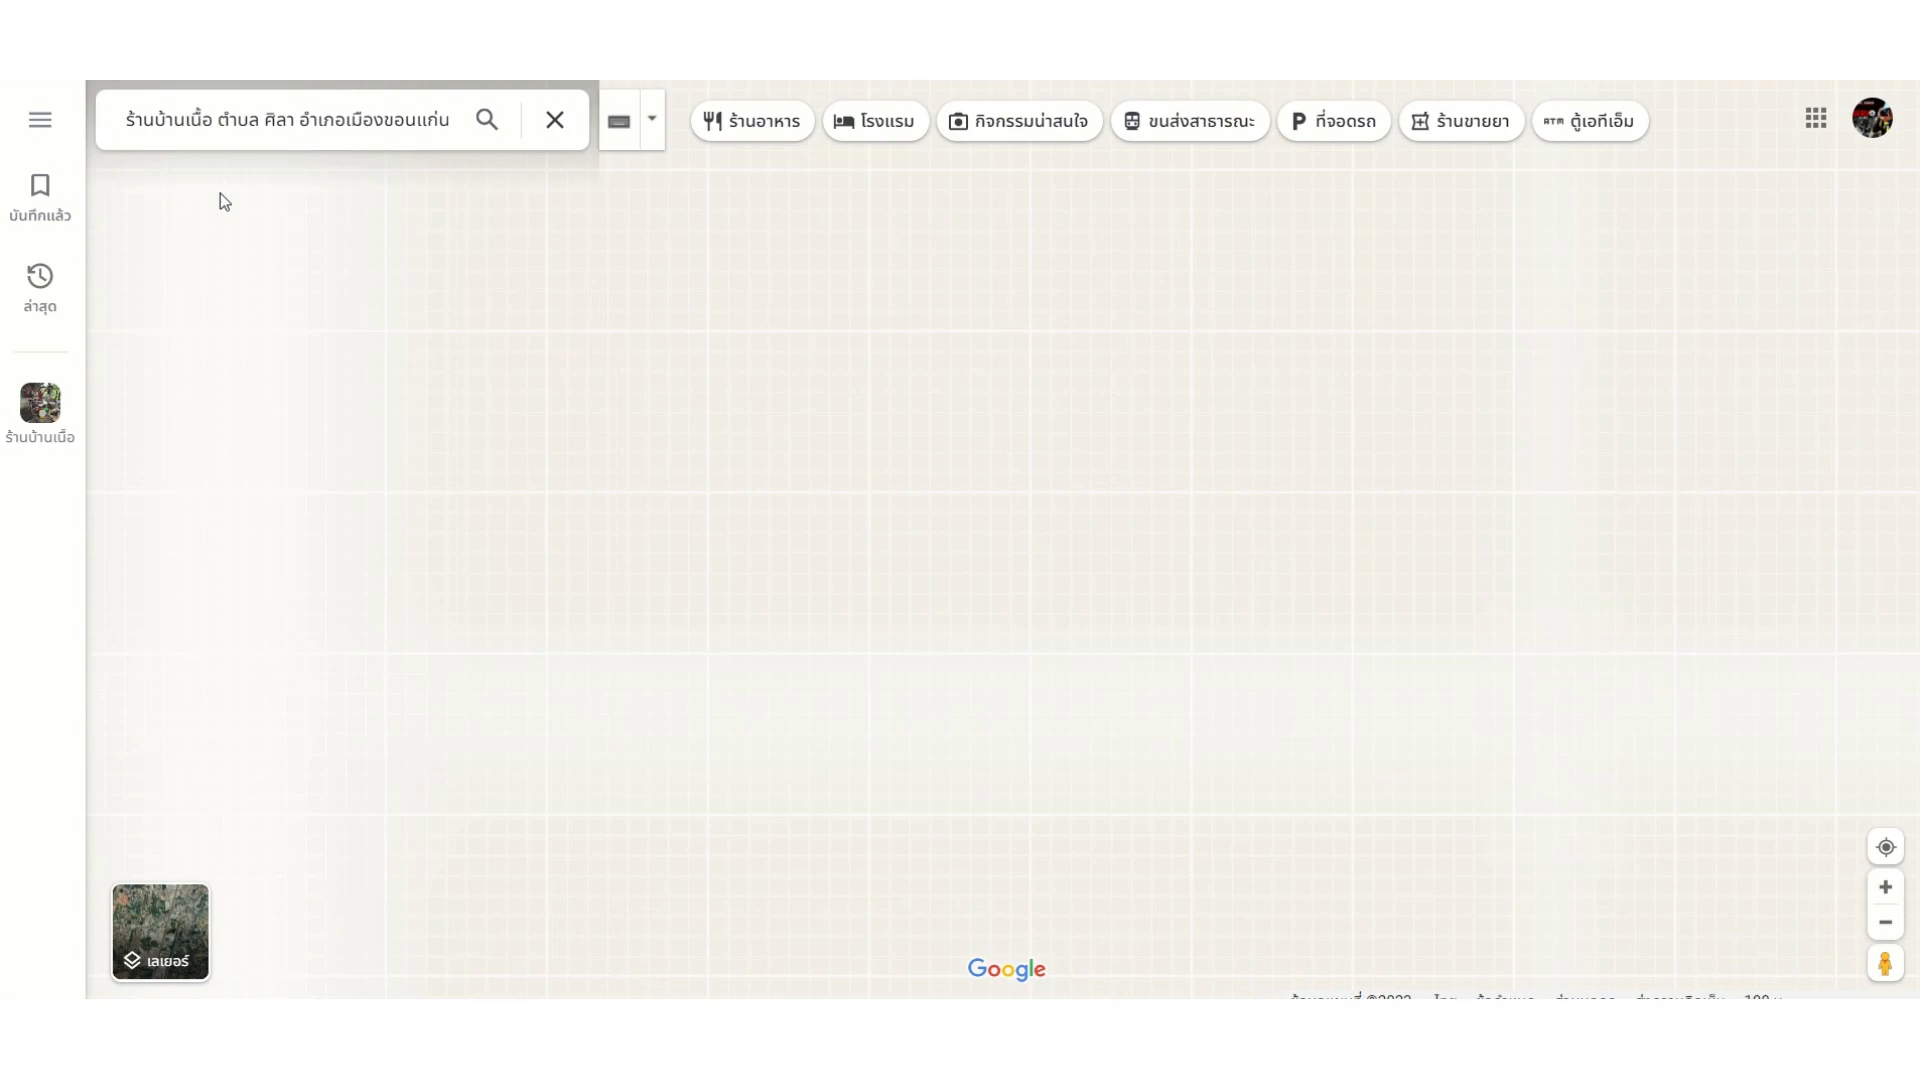 ร้านบ้านเนื้อ ตำบล ศิลา อำเภอเมืองขอนแก่น
ร้านอาหาร
โรงแรม
กิจกรรมน่าสนใจ
ขนส่งสาธารณะ
ที่จอดรถ
ร้านขายยา
ATM ตู้เอทีเอ็ม
บันทึกแล้ว
ล่าสุด
ร้านบ้านเนื้อ
เลเยอร์
Google